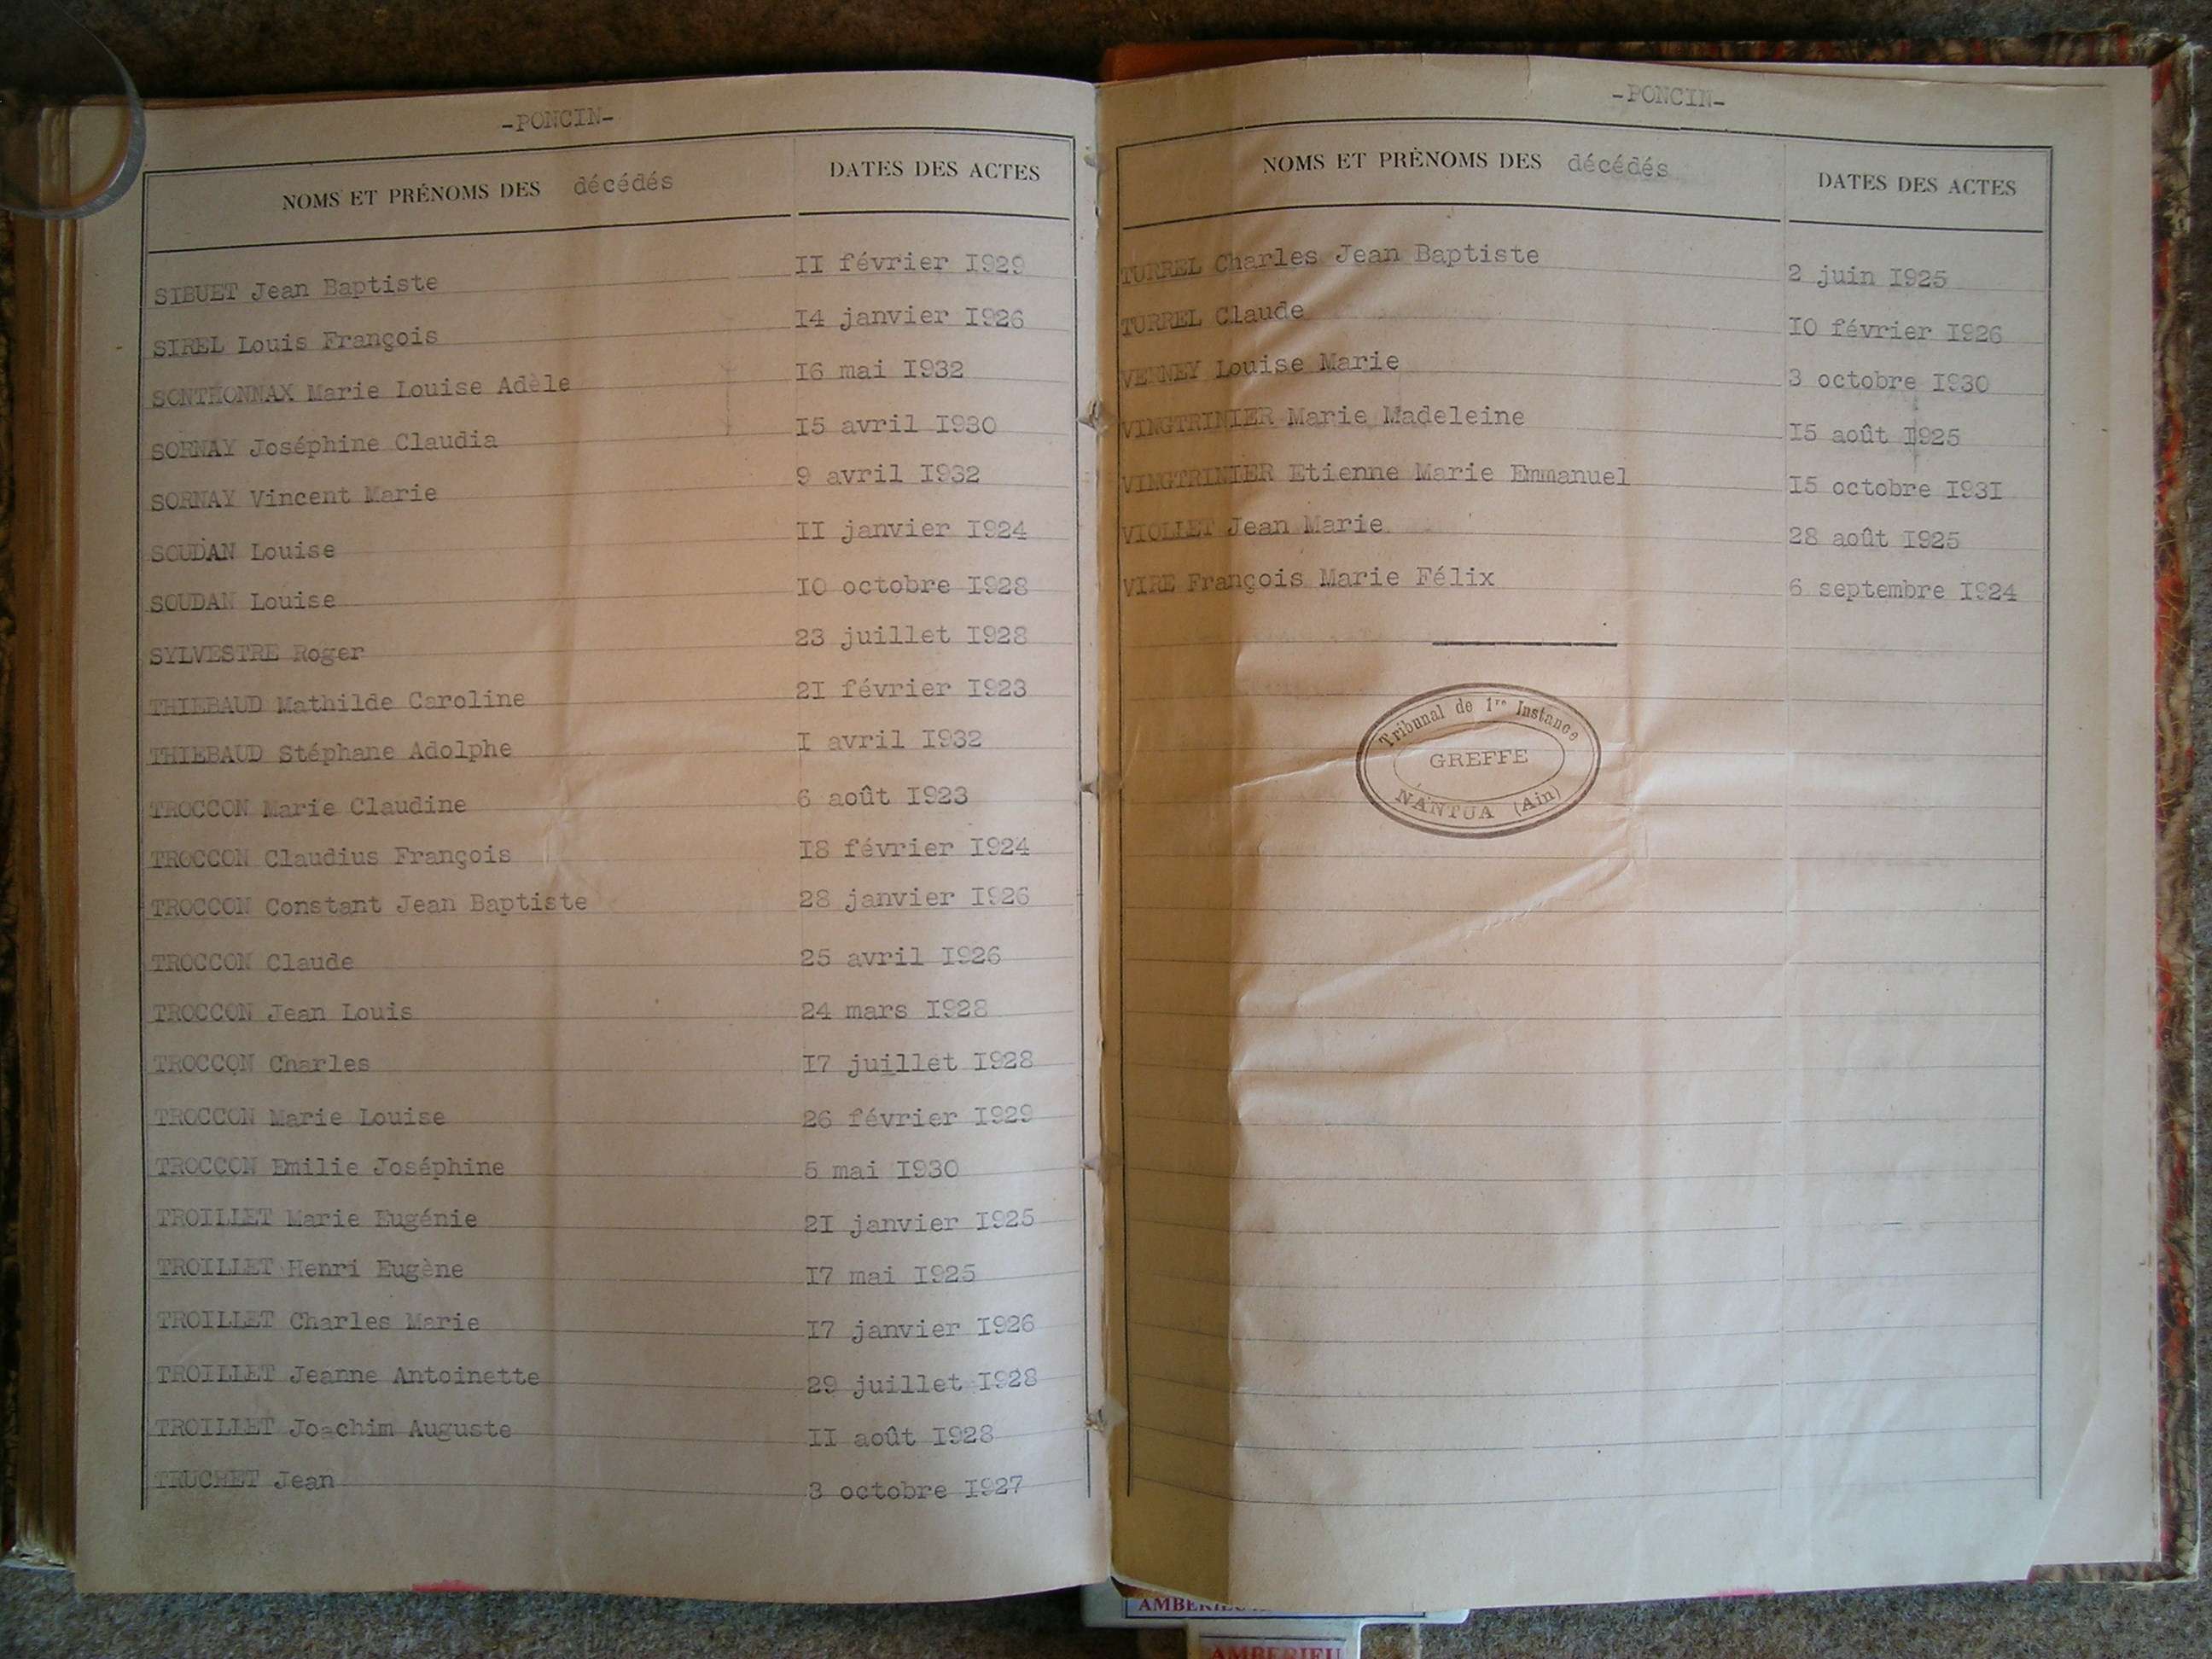 -PONCIN-
NOMS ET PRÉNOMS DES décédés DATES DES ACTES
SIBUET Jean Baptiste II février I929
SIREL Louis François I4 janvier I926
SONTHONNAX Marie Louise Adèle I6 mai I932
SORNAY Joséphine Claudia I5 avril I930
SORNAY Vincent Marie 9 avril I932
SOUDAN Louise II janvier I924
SOUDAN Louise IO octobre I928
SYLVESTRE Roger 23 juillet I928
THIEBAUD Mathilde Caroline 2I février I923
THIEBAUD Stéphane Adolphe I avril I932
TROCCON Marie Claudine 6 août I923
TROCCON Claudius François I8 février I924
TROCCON Constant Jean Baptiste 28 janvier I926
TROCCON Claude 25 avril I926
TROCCON Jean Louis 24 mars I928
TROCCON Charles I7 juillet I928
TROCCON Marie Louise 26 février I929
TROCCON Emilie Joséphine 5 mai I930
TROILLET Marie Eugénie 2I janvier I925
TROILLET Henri Eugène I7 mai I925
TROILLET Charles Marie I7 janvier I926
TROILLET Jeanne Antoinette 29 juillet I928
TROILLET Joachim Auguste II août I928
TRUCHET Jean 3 octobre I927
-PONCIN-
NOMS ET PRÉNOMS DES décédés DATES DES ACTES
TURREL Charles Jean Baptiste 2 juin I925
TURREL Claude IO février I926
VERNEY Louise Marie 3 octobre I930
VINGTRINIER Marie Madeleine I5 août I925
VINGTRINIER Etienne Marie Emmanuel I5 octobre I93I
VIOLLET Jean Marie 28 août I925
VIRE François Marie Félix 6 septembre I924
Tribunal de 1re Instance
GREFFE
NANTUA (Ain)
AMBERIEU